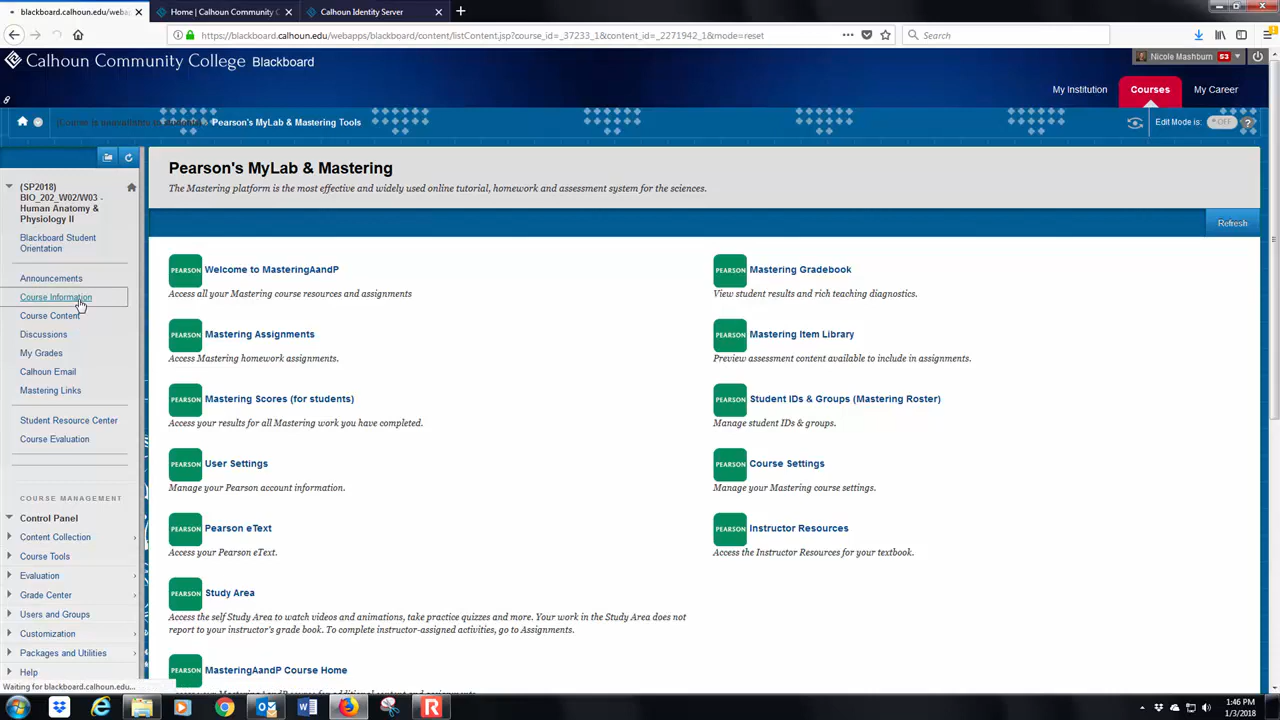 blackboard.calhoun.edu/weba
Home | Calhoun Community C
Calhoun Identity Server
https://blackboard.calhoun.edu/webapps/blackboard/content/listContent.jsp?course_id=_37233_1&content_id=_2271942_1&mode=reset
Search
Calhoun Community College Blackboard
Nicole Mashburn 53
My Institution
Courses
My Career
(Course is unavailable to students)
Pearson's MyLab & Mastering Tools
Edit Mode is: OFF ?
Pearson's MyLab & Mastering
The Mastering platform is the most effective and widely used online tutorial, homework and assessment system for the sciences.
Refresh
(SP2018)
BIO_202_W02/W03 -
Human Anatomy &
Physiology II
Blackboard Student
Orientation
Announcements
Course Information
Course Content
Discussions
My Grades
Calhoun Email
Mastering Links
Student Resource Center
Course Evaluation
COURSE MANAGEMENT
Control Panel
Content Collection
Course Tools
Evaluation
Grade Center
Users and Groups
Customization
Packages and Utilities
Help
PEARSON Welcome to MasteringAandP
Access all your Mastering course resources and assignments
PEARSON Mastering Assignments
Access Mastering homework assignments.
PEARSON Mastering Scores (for students)
Access your results for all Mastering work you have completed.
PEARSON User Settings
Manage your Pearson account information.
PEARSON Pearson eText
Access your Pearson eText.
PEARSON Study Area
Access the self Study Area to watch videos and animations, take practice quizzes and more. Your work in the Study Area does
not report to your instructor's grade book. To complete instructor-assigned activities, go to Assignments.
PEARSON MasteringAandP Course Home
PEARSON Mastering Gradebook
View student results and rich teaching diagnostics.
PEARSON Mastering Item Library
Preview assessment content available to include in assignments.
PEARSON Student IDs & Groups (Mastering Roster)
Manage student IDs & groups.
PEARSON Course Settings
Manage your Mastering course settings.
PEARSON Instructor Resources
Access the Instructor Resources for your textbook.
Waiting for blackboard.calhoun.edu...
1:46 PM
1/3/2018